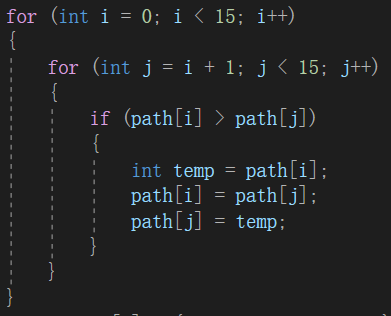 for (int i = 0; i < 15; i++)
{
    for (int j = i + 1; j < 15; j++)
    {
        if (path[i] > path[j])
        {
            int temp = path[i];
            path[i] = path[j];
            path[j] = temp;
        }
    }
}